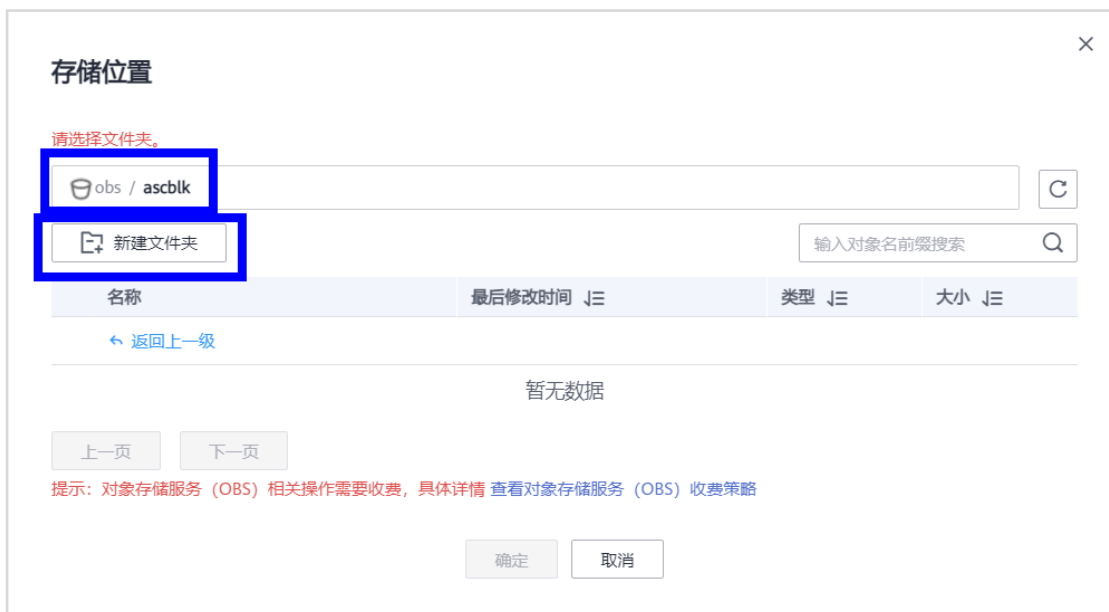 存储位置
请选择文件夹。
obs / ascblk
新建文件夹
输入对象名前缀搜索
名称 最后修改时间 类型 大小
返回上一级
暂无数据
上一页 下一页
提示：对象存储服务（OBS）相关操作需要收费，具体详情 查看对象存储服务（OBS）收费策略
确定 取消